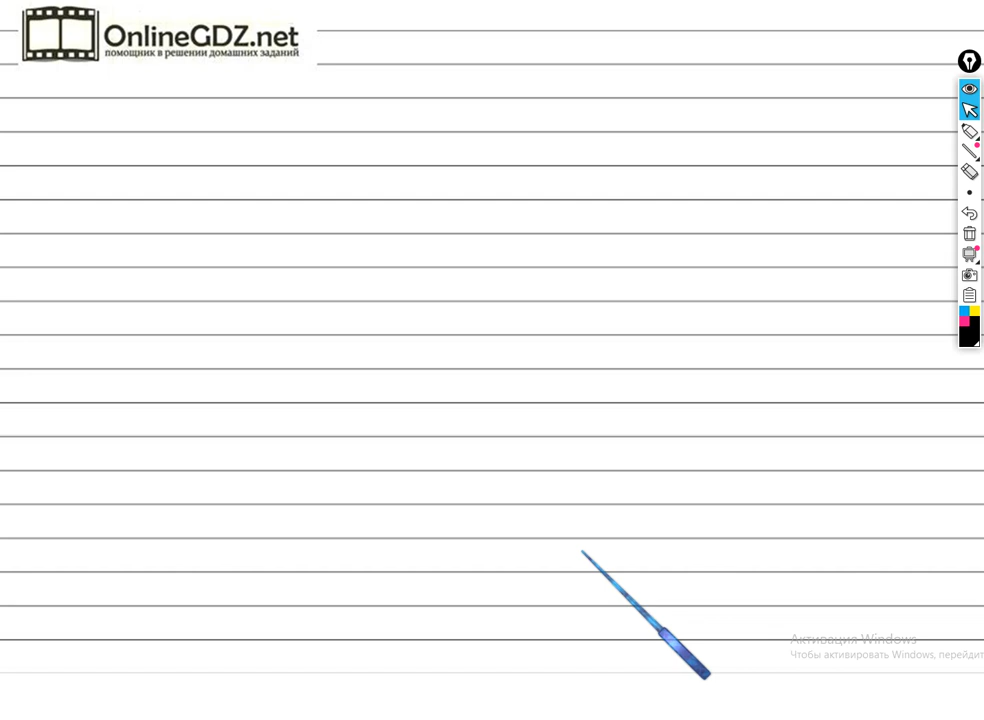 OnlineGDZ.net
помощник в решении домашних заданий
Активация Windows
Чтобы активировать Windows, перейдит